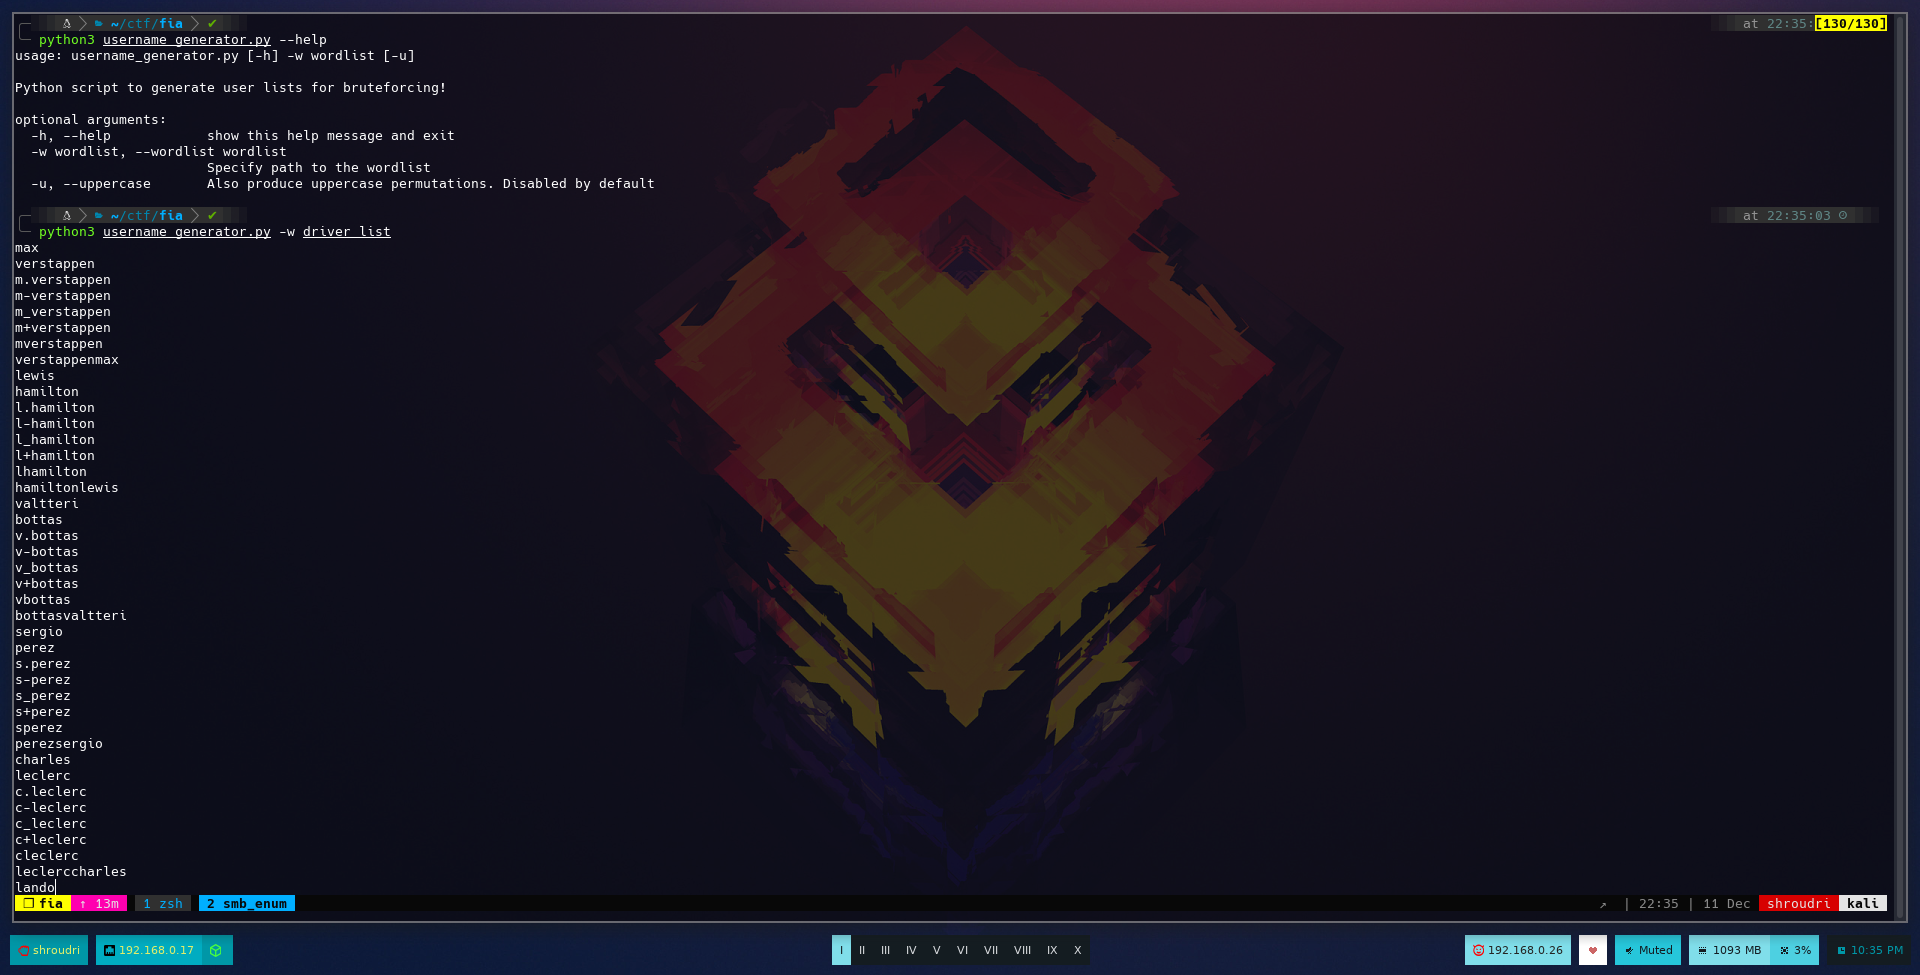 ~/ctf/fia ✔ at 22:35: [130/130]
python3 username_generator.py --help
usage: username_generator.py [-h] -w wordlist [-u]
Python script to generate user lists for bruteforcing!
optional arguments:
-h, --help show this help message and exit
-w wordlist, --wordlist wordlist
Specify path to the wordlist
-u, --uppercase Also produce uppercase permutations. Disabled by default
~/ctf/fia ✔ at 22:35:03
python3 username_generator.py -w driver_list
max
verstappen
m.verstappen
m-verstappen
m_verstappen
m+verstappen
mverstappen
verstappenmax
lewis
hamilton
l.hamilton
l-hamilton
l_hamilton
l+hamilton
lhamilton
hamiltonlewis
valtteri
bottas
v.bottas
v-bottas
v_bottas
v+bottas
vbottas
bottasvaltteri
sergio
perez
s.perez
s-perez
s_perez
s+perez
sperez
perezsergio
charles
leclerc
c.leclerc
c-leclerc
c_leclerc
c+leclerc
cleclerc
leclerccharles
lando
❐ fia ↑ 13m 1 zsh 2 smb_enum ↗ | 22:35 | 11 Dec shroudri kali
shroudri 192.168.0.17 I II III IV V VI VII VIII IX X 192.168.0.26 Muted 1093 MB 3% 10:35 PM